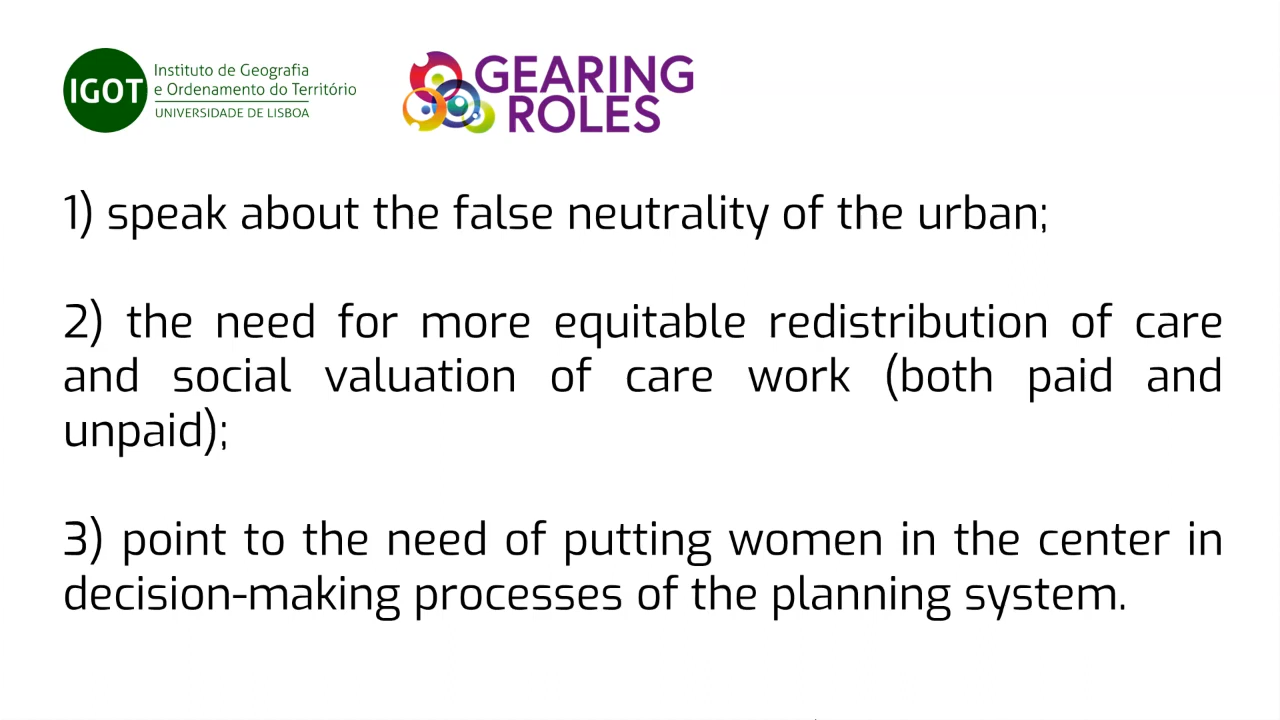 IGOT
Instituto de Geografia
e Ordenamento do Território
UNIVERSIDADE DE LISBOA
GEARING
ROLES
1) speak about the false neutrality of the urban;
2) the need for more equitable redistribution of care
and social valuation of care work (both paid and
unpaid);
3) point to the need of putting women in the center in
decision-making processes of the planning system.